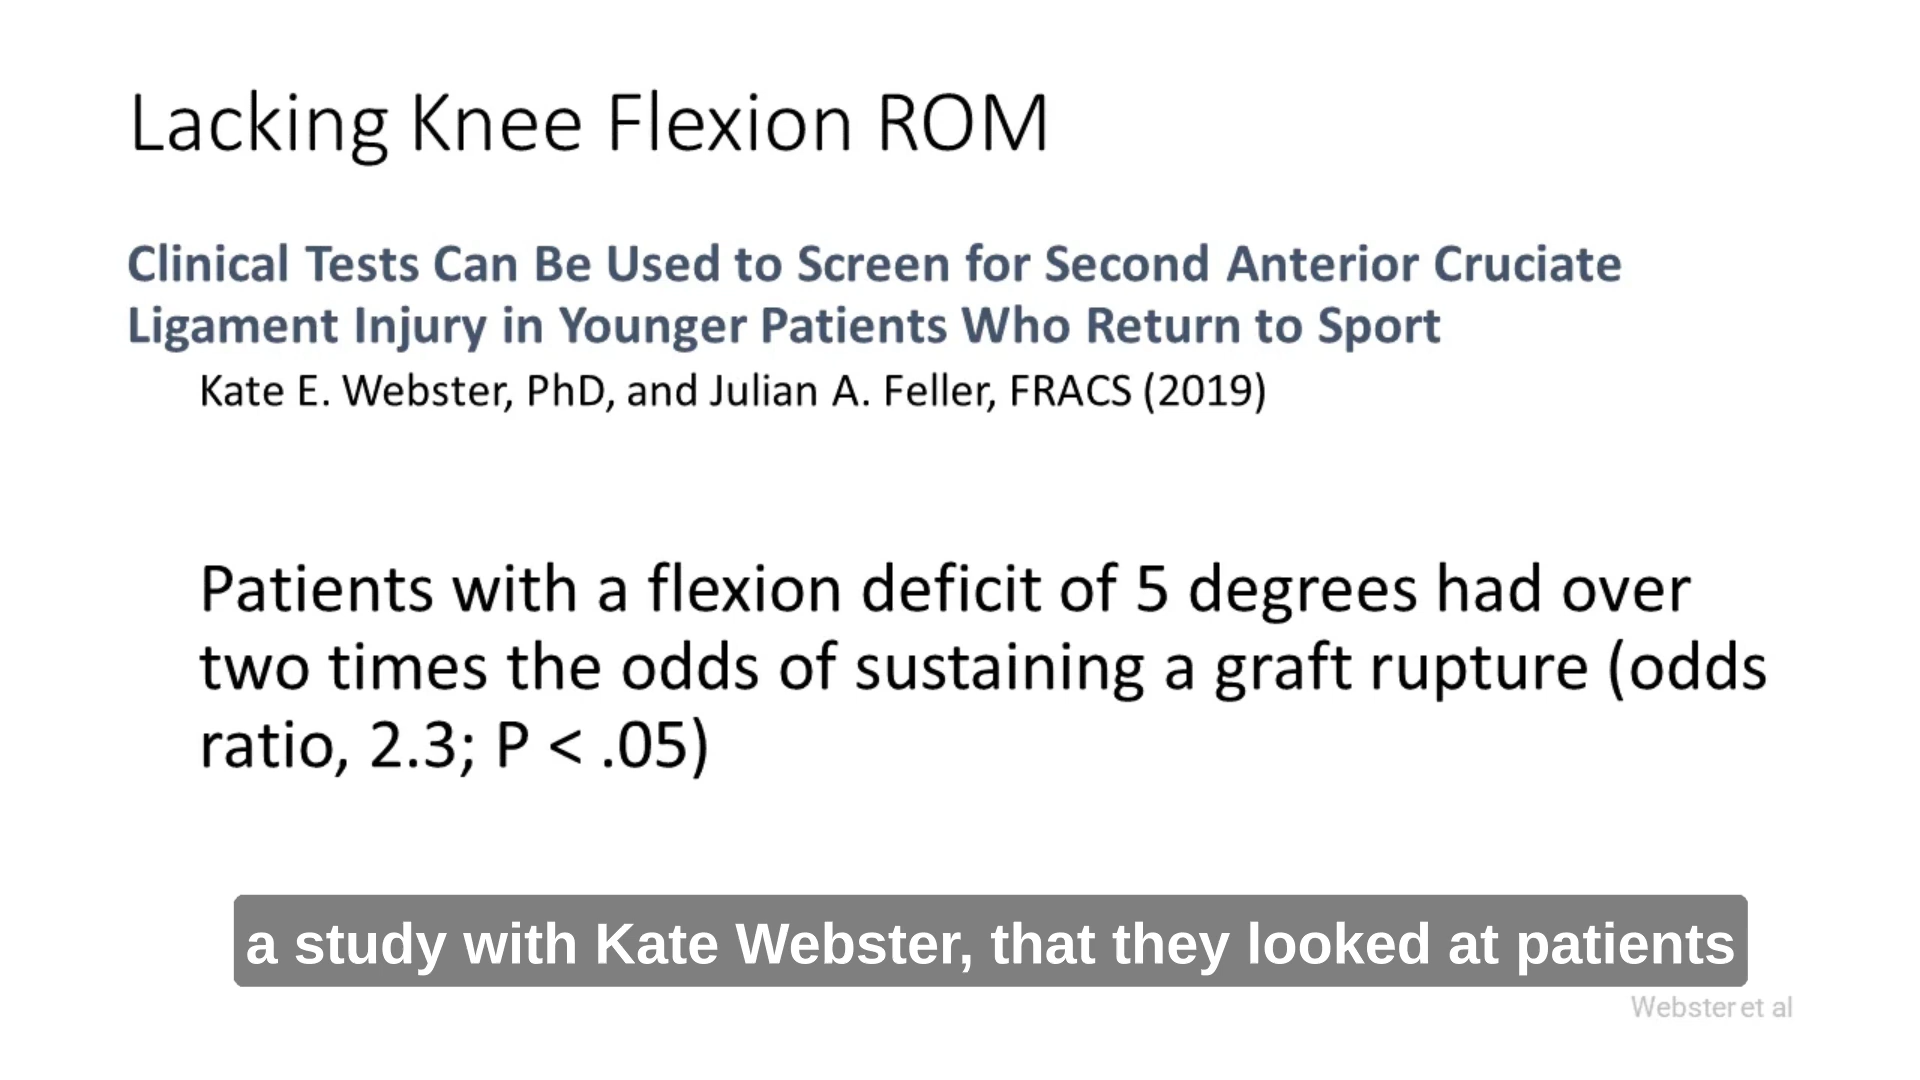 Lacking Knee Flexion ROM
Clinical Tests Can Be Used to Screen for Second Anterior Cruciate
Ligament Injury in Younger Patients Who Return to Sport
Kate E. Webster, PhD, and Julian A. Feller, FRACS (2019)
Patients with a flexion deficit of 5 degrees had over
two times the odds of sustaining a graft rupture (odds
ratio, 2.3; P < .05)
a study with Kate Webster, that they looked at patients
Webster et al